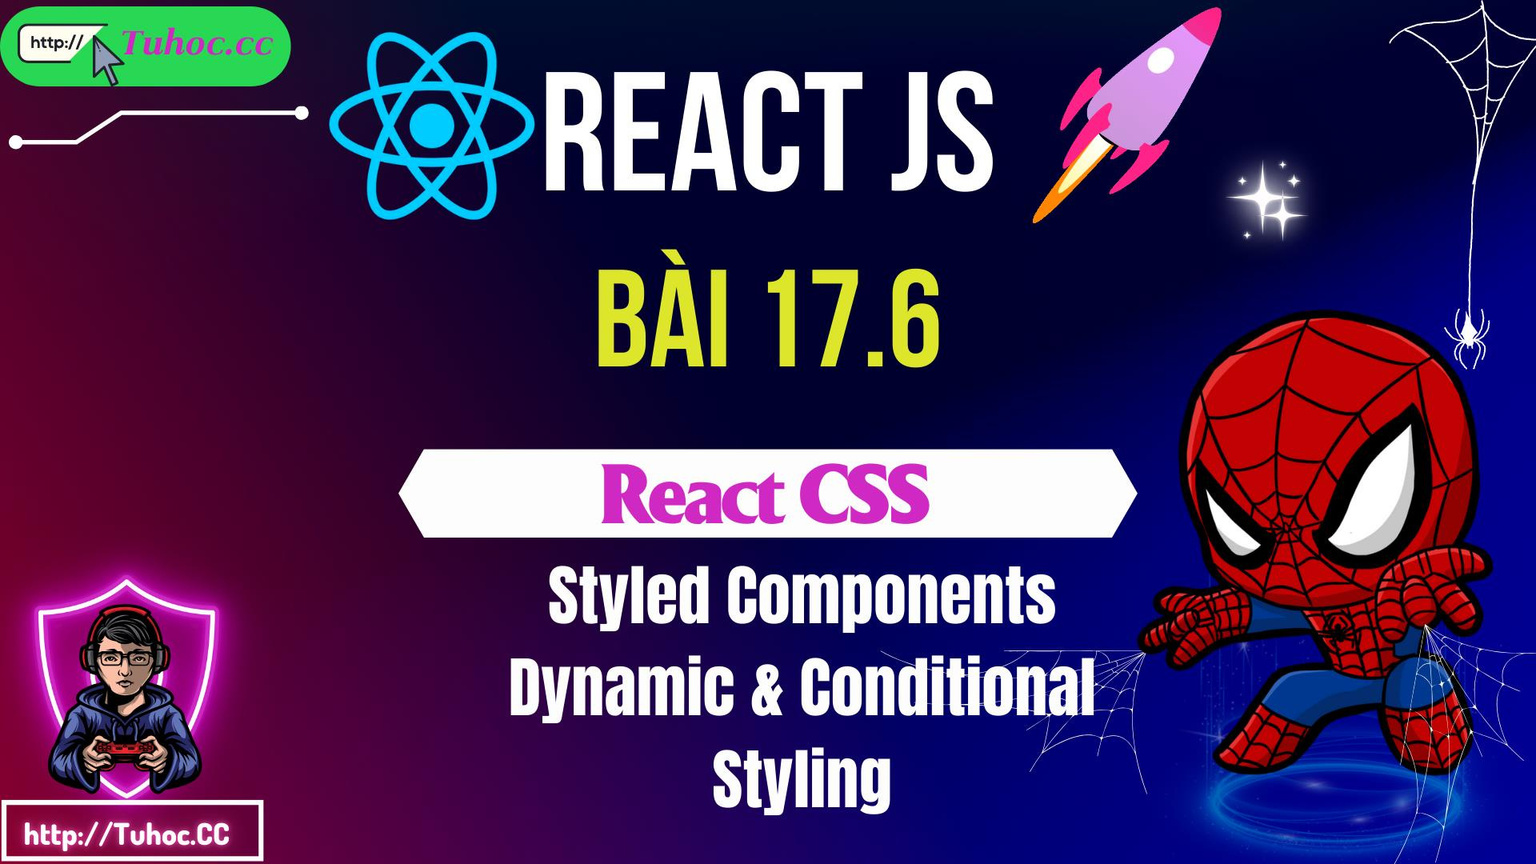 http://
Tuhoc.cc
REACT JS
BÀI 17.6
React CSS
Styled Components
Dynamic & Conditional
Styling
http://Tuhoc.CC